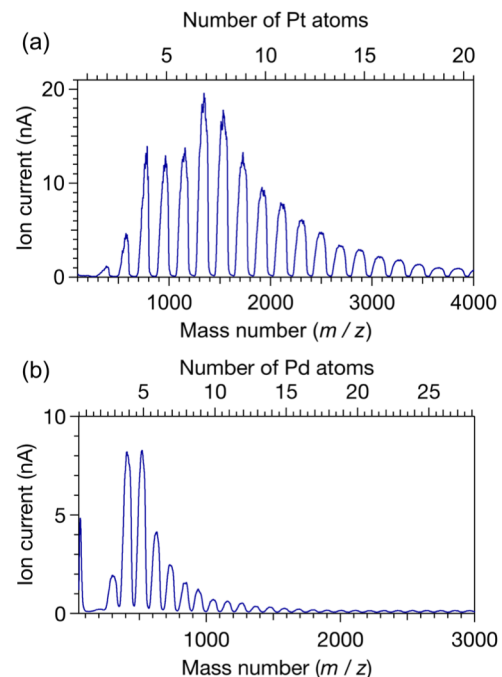 Number of Pt atoms
(a)
5 10 15 20
20
10
0
Ion current (nA)
1000 2000 3000 4000
Mass number (m / z)
(b)
Number of Pd atoms
5 10 15 20 25
10
5
0
Ion current (nA)
1000 2000 3000
Mass number (m / z)